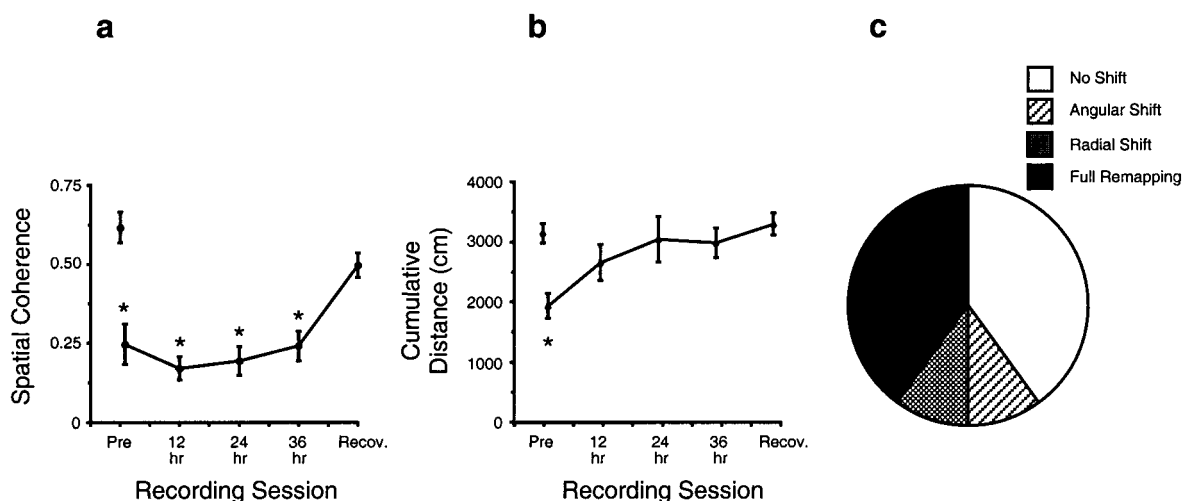 a
Spatial Coherence
0.75
0.50
0.25
0
*
*
*
*
Pre
12
hr
24
hr
36
hr
Recov.
Recording Session
b
Cumulative
Distance (cm)
4000
3000
2000
1000
0
*
Pre
12
hr
24
hr
36
hr
Recov.
Recording Session
c
No Shift
Angular Shift
Radial Shift
Full Remapping